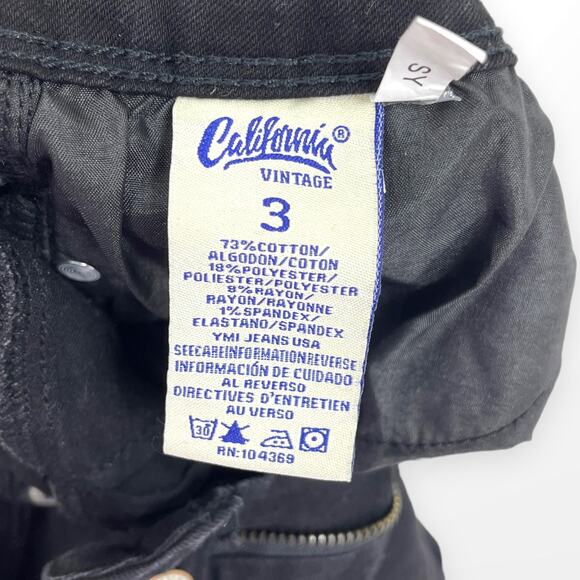 SY
California®
VINTAGE
3
73%COTTON/
ALGODON/COTON
18%POLYESTER/
POLIESTER/POLYESTER
8%RAYON/
RAYON/RAYONNE
1%SPANDEX/
ELASTANO/SPANDEX
YMI JEANS USA
SEECAREINFORMATIONREVERSE
INFORMACIÓN DE CUIDADO
AL REVERSO
DIRECTIVES D'ENTRETIEN
AU VERSO
30
RN:104369